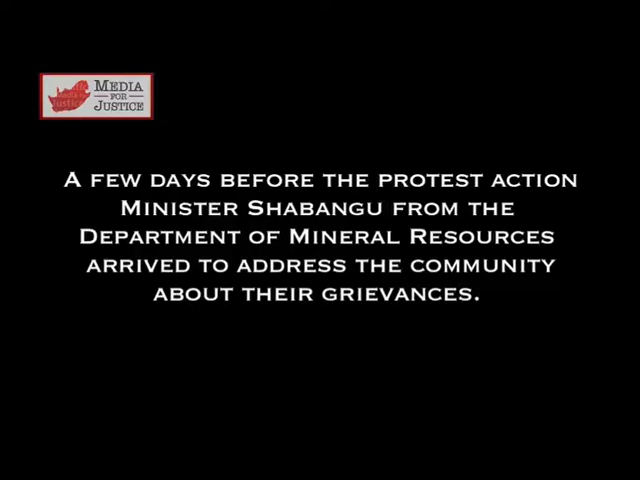 MEDIA
FOR
JUSTICE
A FEW DAYS BEFORE THE PROTEST ACTION
MINISTER SHABANGU FROM THE
DEPARTMENT OF MINERAL RESOURCES
ARRIVED TO ADDRESS THE COMMUNITY
ABOUT THEIR GRIEVANCES.